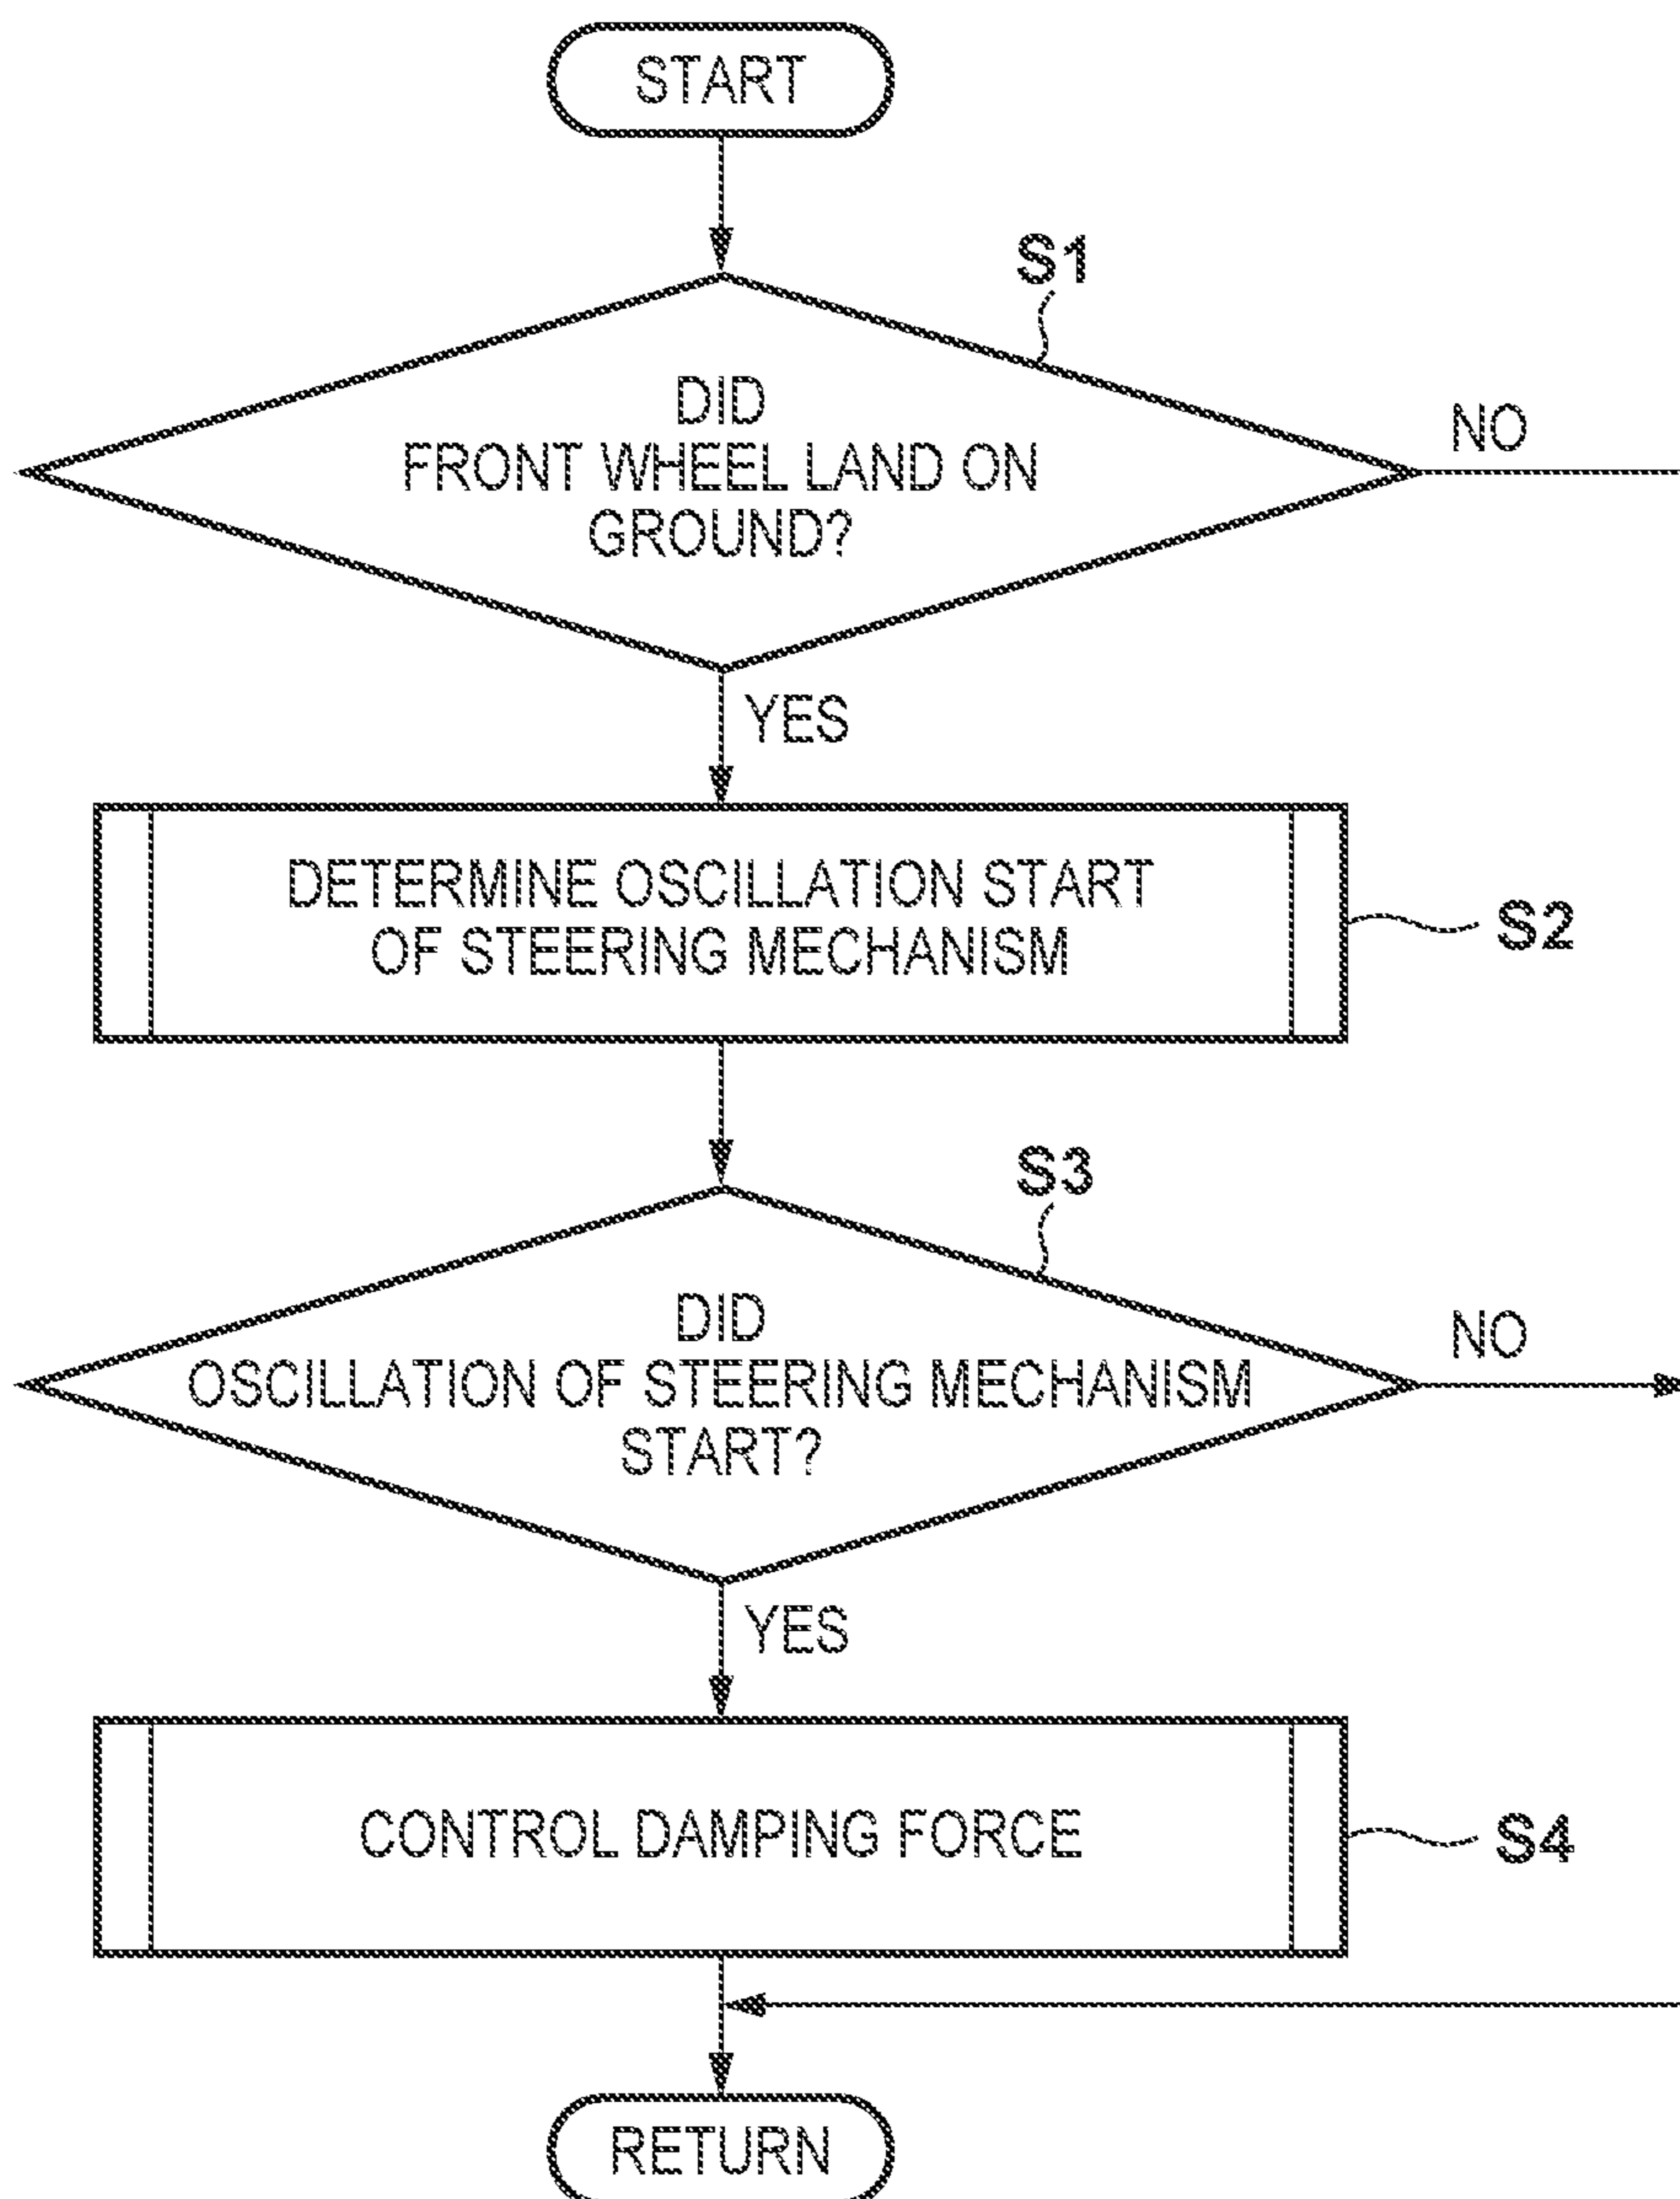 START
S1
DID
FRONT WHEEL LAND ON
GROUND?
NO
YES
DETERMINE OSCILLATION START
OF STEERING MECHANISM
S2
S3
DID
OSCILLATION OF STEERING MECHANISM
START?
NO
YES
CONTROL DAMPING FORCE
S4
RETURN